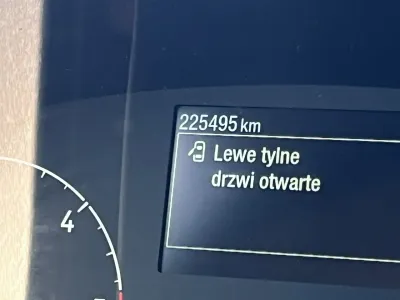 225495 km
Lewe tylne
drzwi otwarte
4